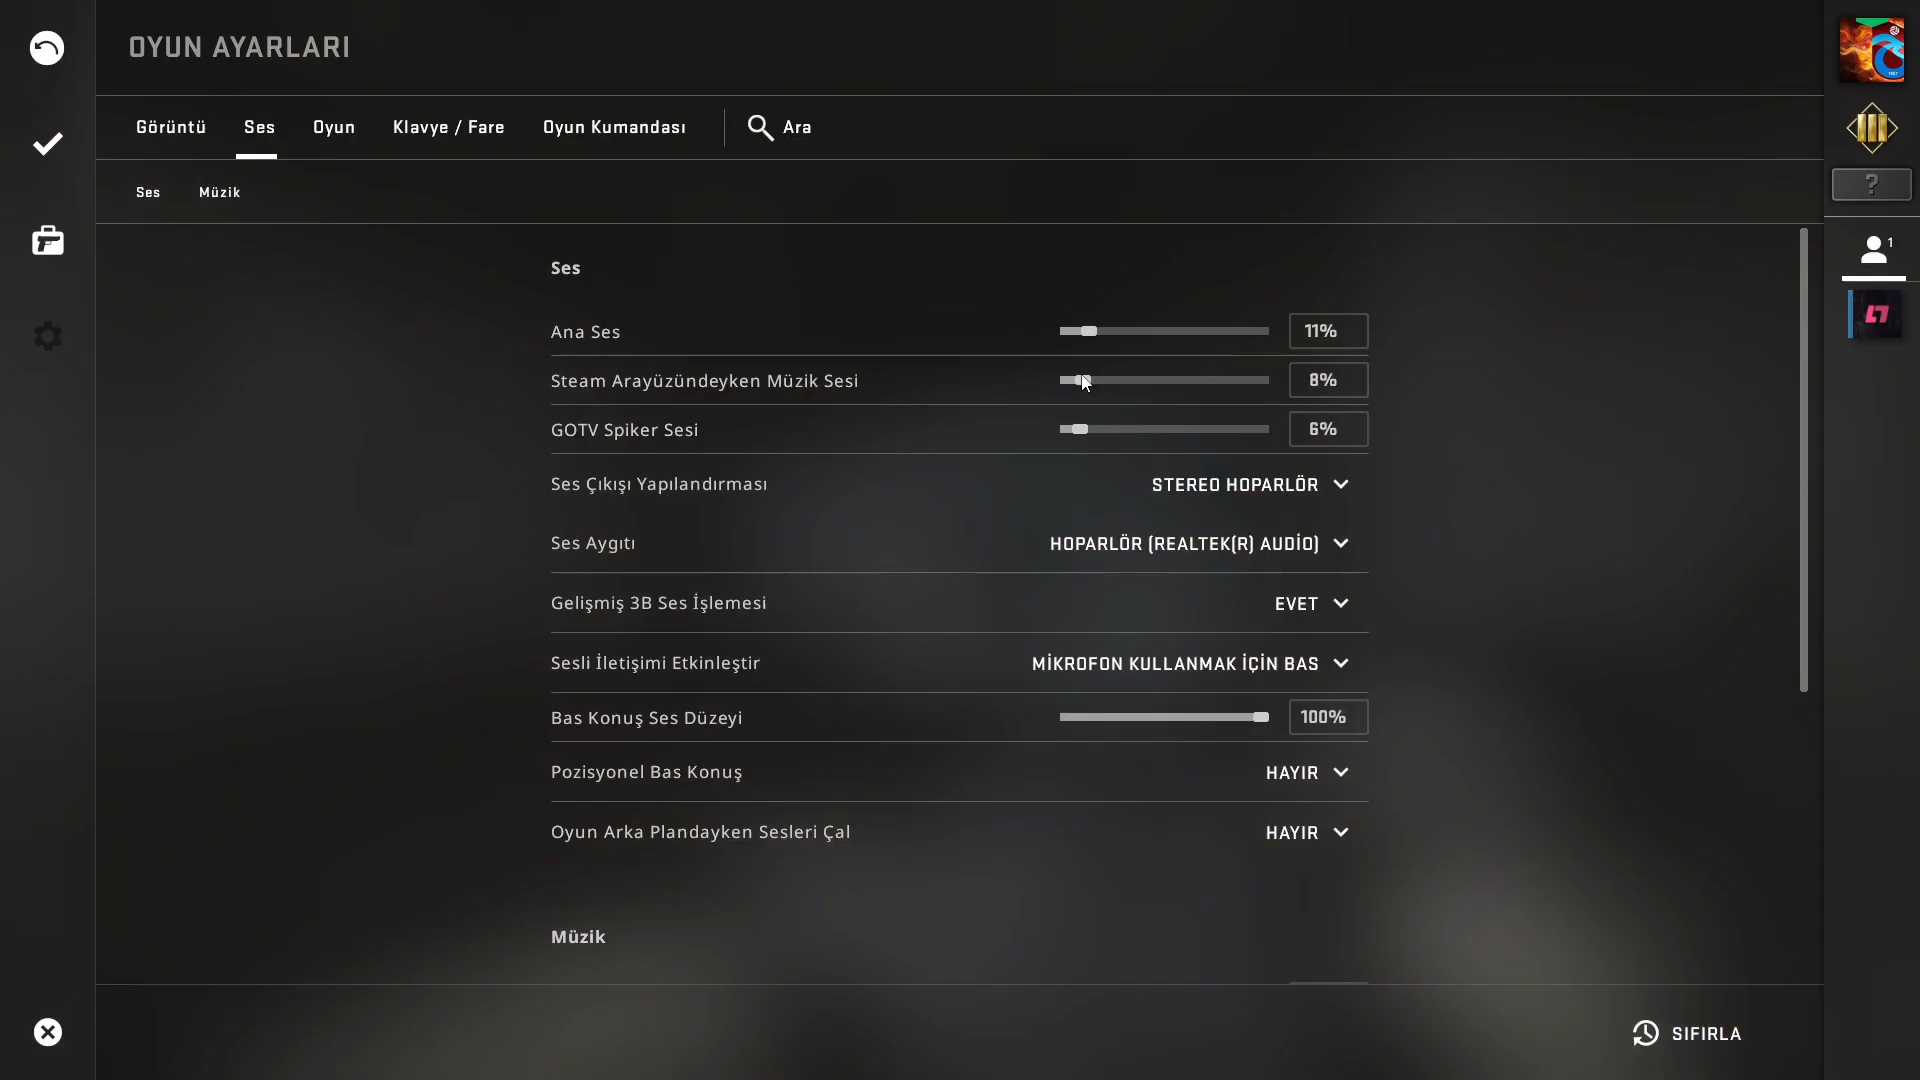 OYUN AYARLARI
Görüntü Ses Oyun Klavye / Fare Oyun Kumandası Ara
Ses Müzik
?
1
Ses
Ana Ses 11%
Steam Arayüzündeyken Müzik Sesi 8%
GOTV Spiker Sesi 6%
Ses Çıkışı Yapılandırması STEREO HOPARLÖR
Ses Aygıtı HOPARLÖR (REALTEK(R) AUDİO)
Gelişmiş 3B Ses İşlemesi EVET
Sesli İletişimi Etkinleştir MİKROFON KULLANMAK İÇİN BAS
Bas Konuş Ses Düzeyi 100%
Pozisyonel Bas Konuş HAYIR
Oyun Arka Plandayken Sesleri Çal HAYIR
Müzik
SIFIRLA